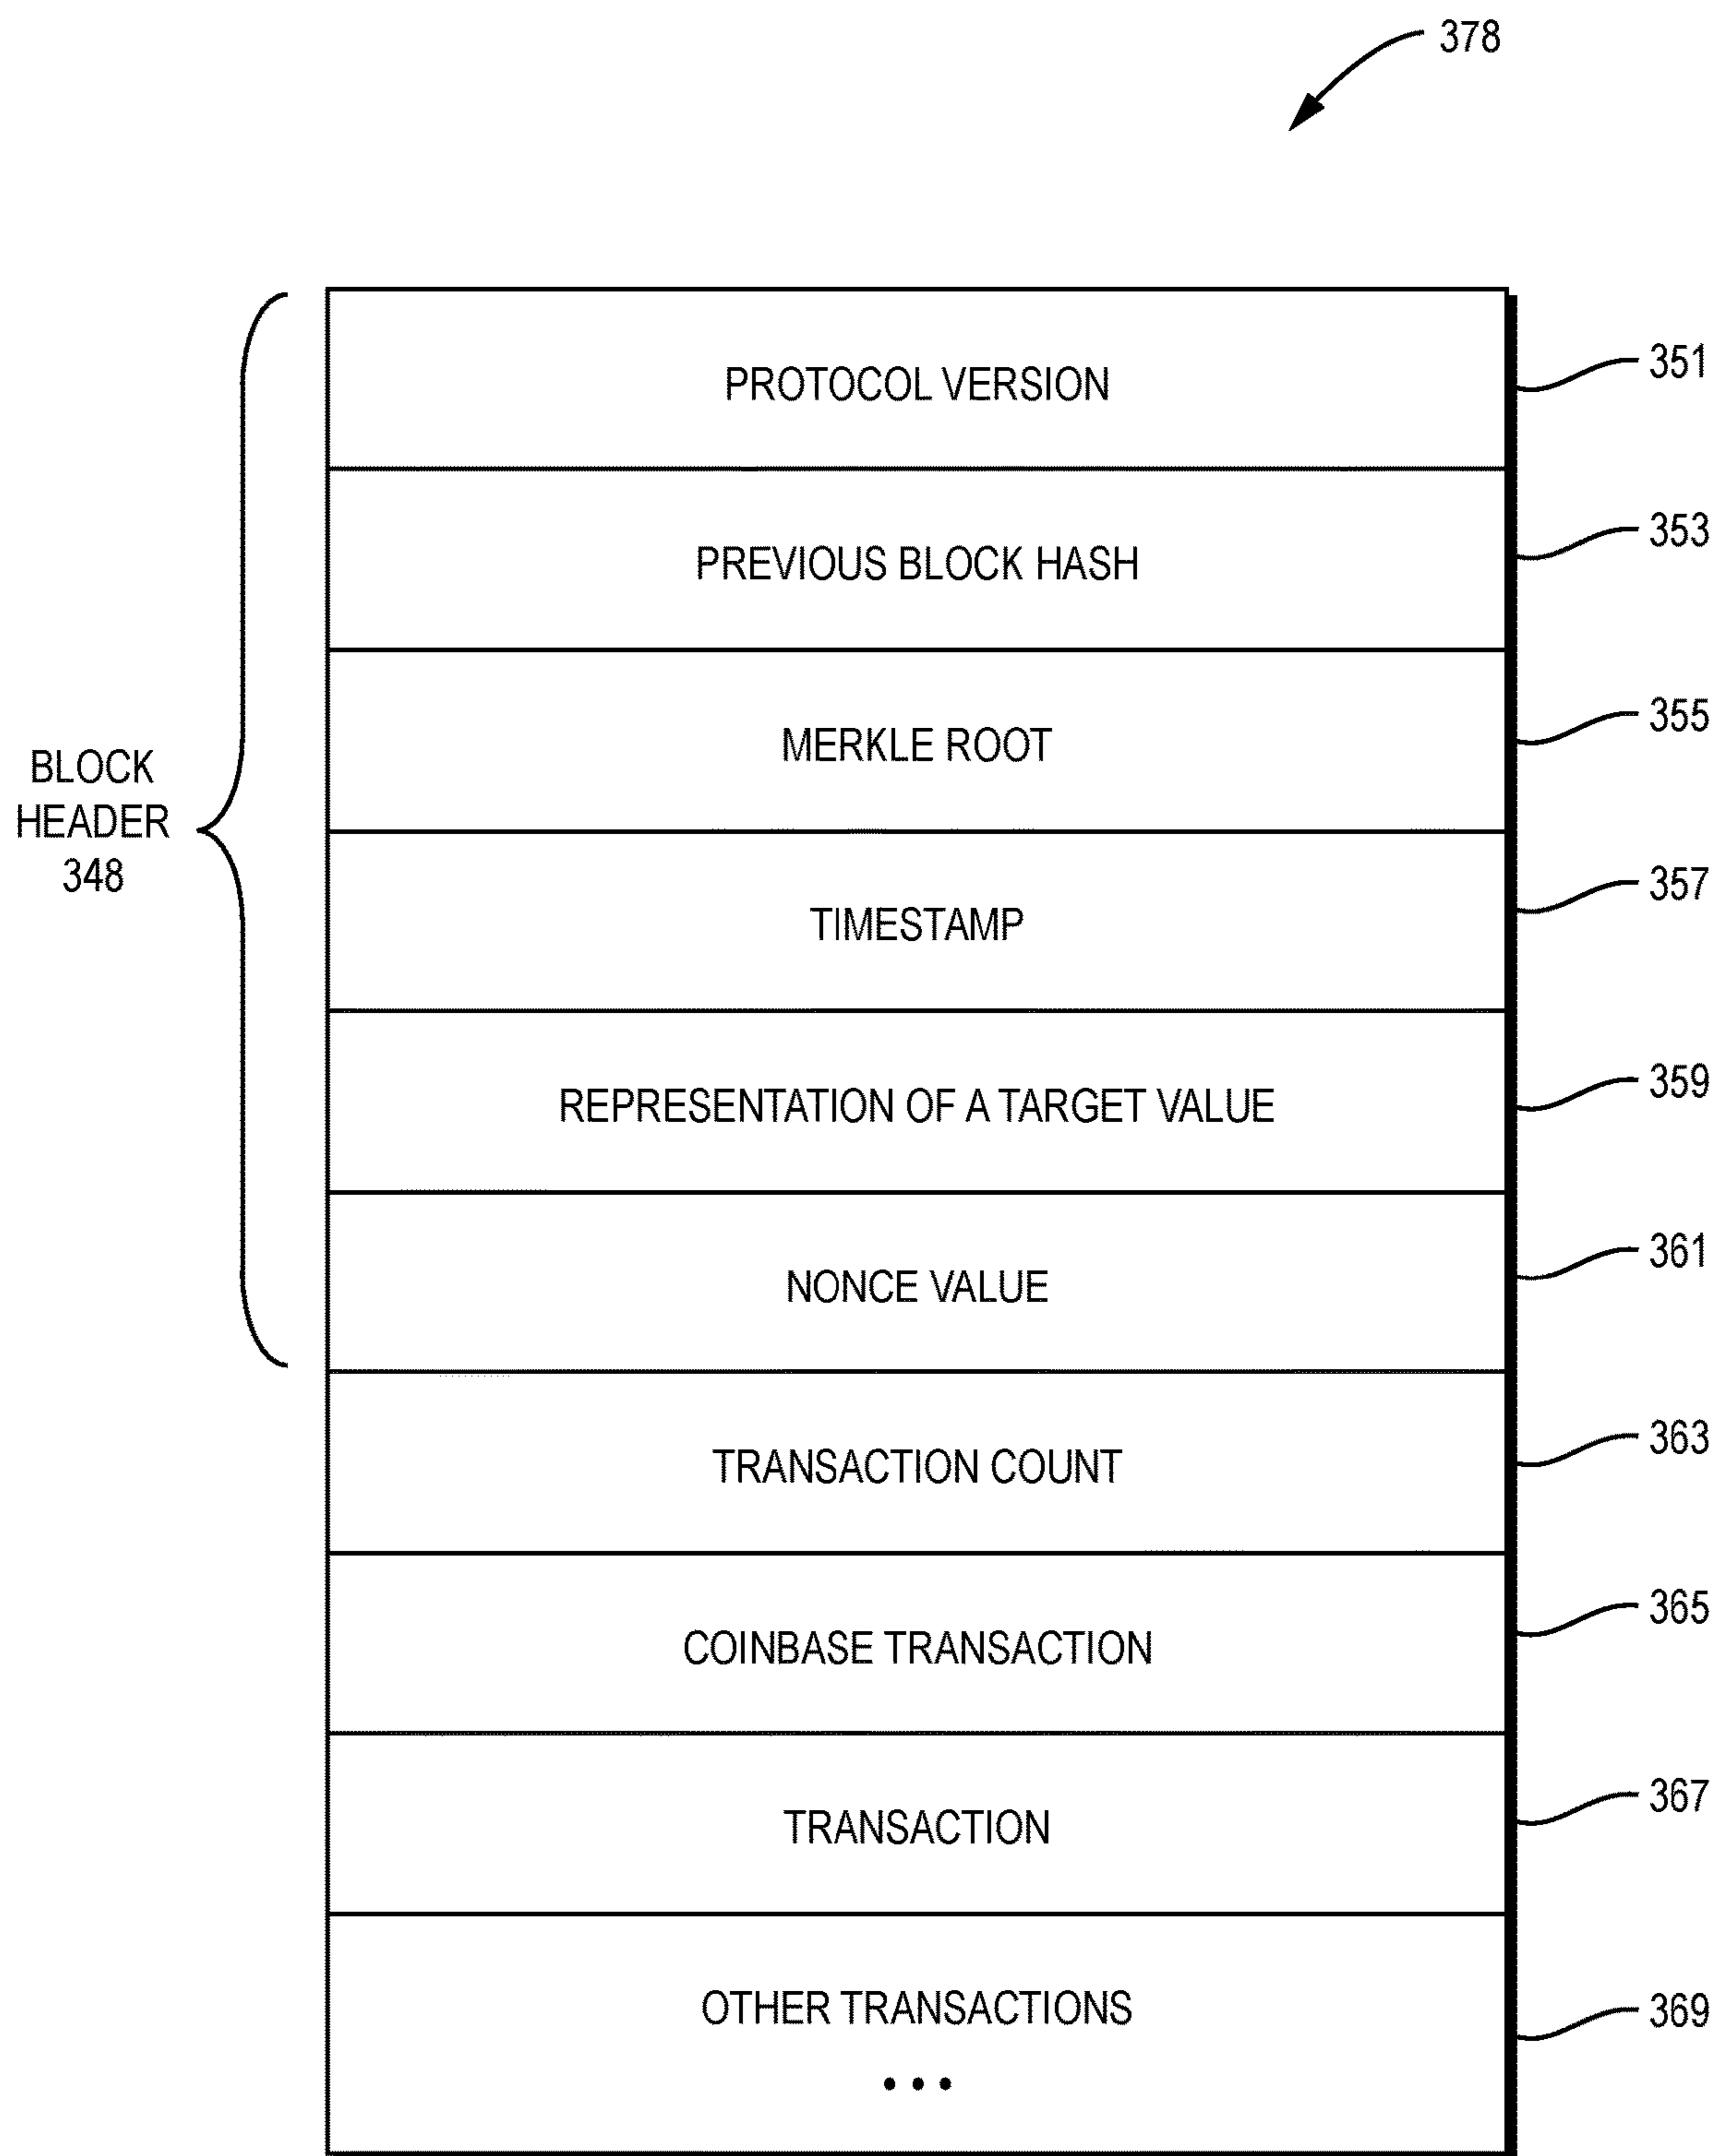 378
PROTOCOL VERSION
351
PREVIOUS BLOCK HASH
353
MERKLE ROOT
355
BLOCK
HEADER
348
TIMESTAMP
357
REPRESENTATION OF A TARGET VALUE
359
NONCE VALUE
361
TRANSACTION COUNT
363
COINBASE TRANSACTION
365
TRANSACTION
367
OTHER TRANSACTIONS
369
•••